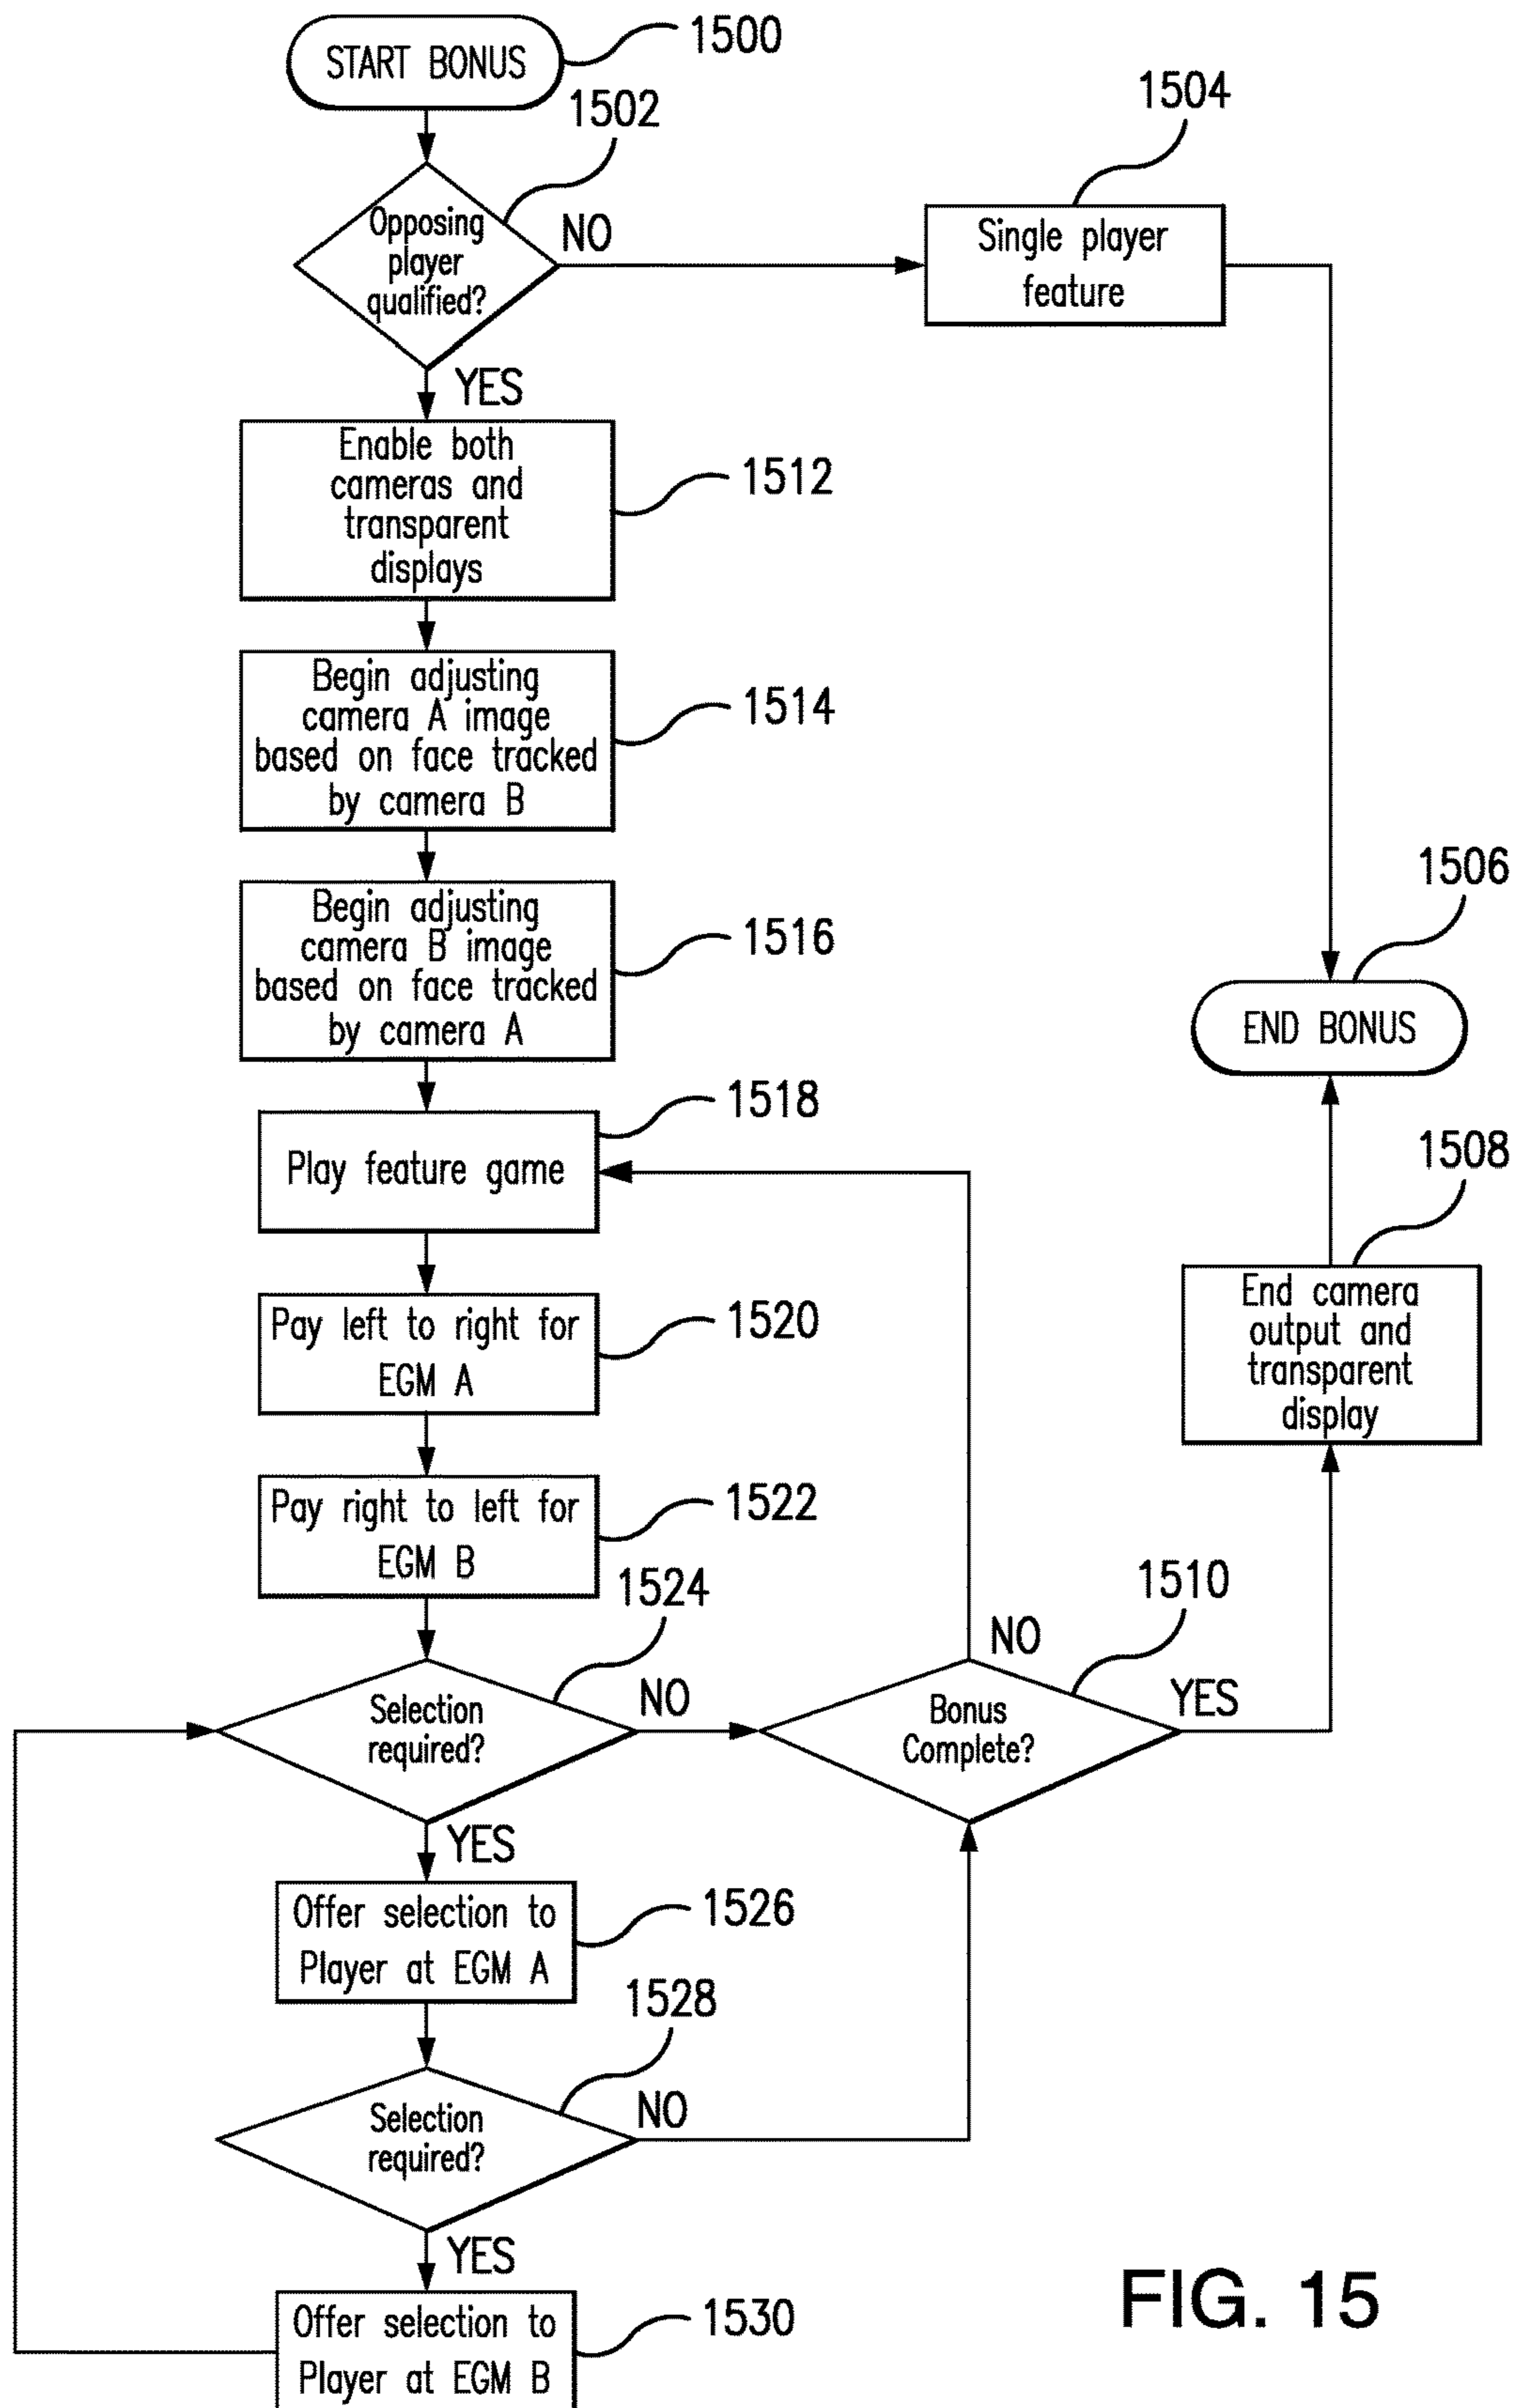 START BONUS
1500
1502
1504
Opposing
player
qualified?
NO
Single player
feature
YES
Enable both
cameras and
transparent
displays
1512
Begin adjusting
camera A image
based on face tracked
by camera B
1514
Begin adjusting
camera B image
based on face tracked
by camera A
1516
1506
END BONUS
1518
Play feature game
1508
End camera
output and
transparent
display
Pay left to right for
EGM A
1520
Pay right to left for
EGM B
1522
1524
Selection
required?
NO
1510
NO
Bonus
Complete?
YES
YES
Offer selection to
Player at EGM A
1526
1528
Selection
required?
NO
YES
Offer selection to
Player at EGM B
1530
FIG. 15